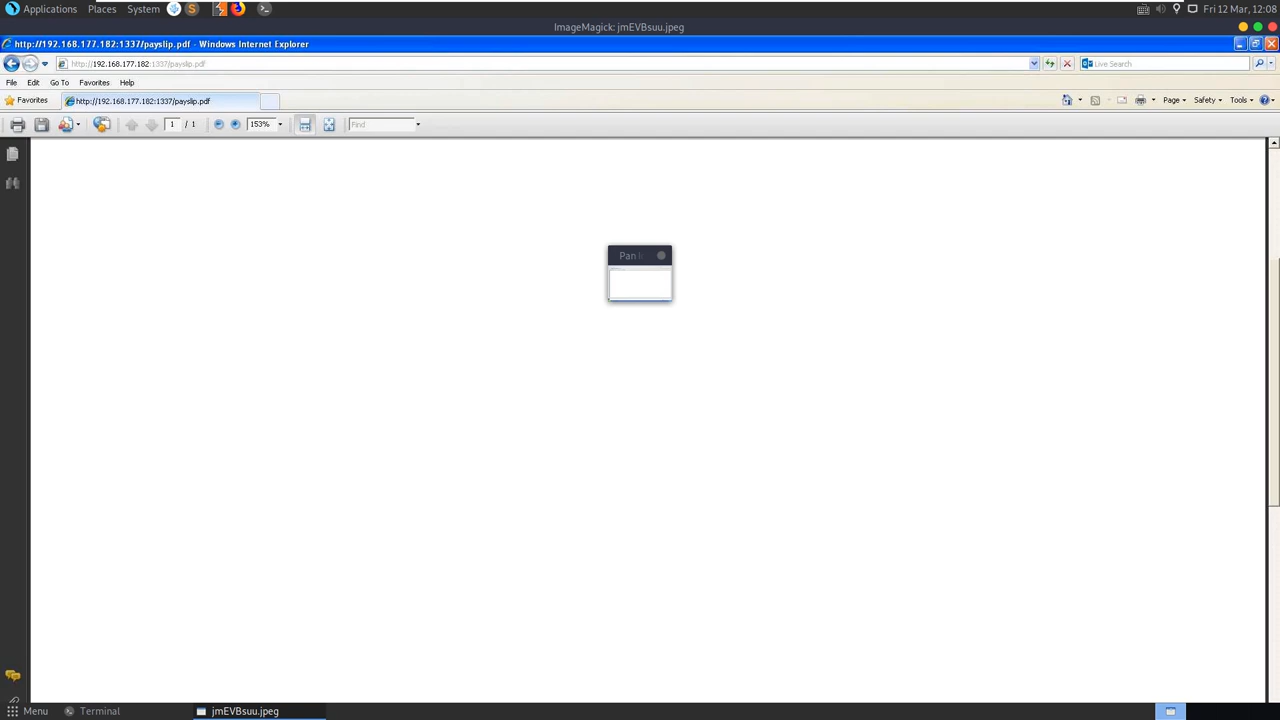 Applications Places System Fri 12 Mar, 12:08
ImageMagick: jmEVBsuu.jpeg
http://192.168.177.182:1337/payslip.pdf - Windows Internet Explorer
http://192.168.177.182:1337/payslip.pdf Live Search
File Edit Go To Favorites Help
Favorites http://192.168.177.182:1337/payslip.pdf Page Safety Tools
1 / 1 153% Find
Pan
Menu Terminal jmEVBsuu.jpeg